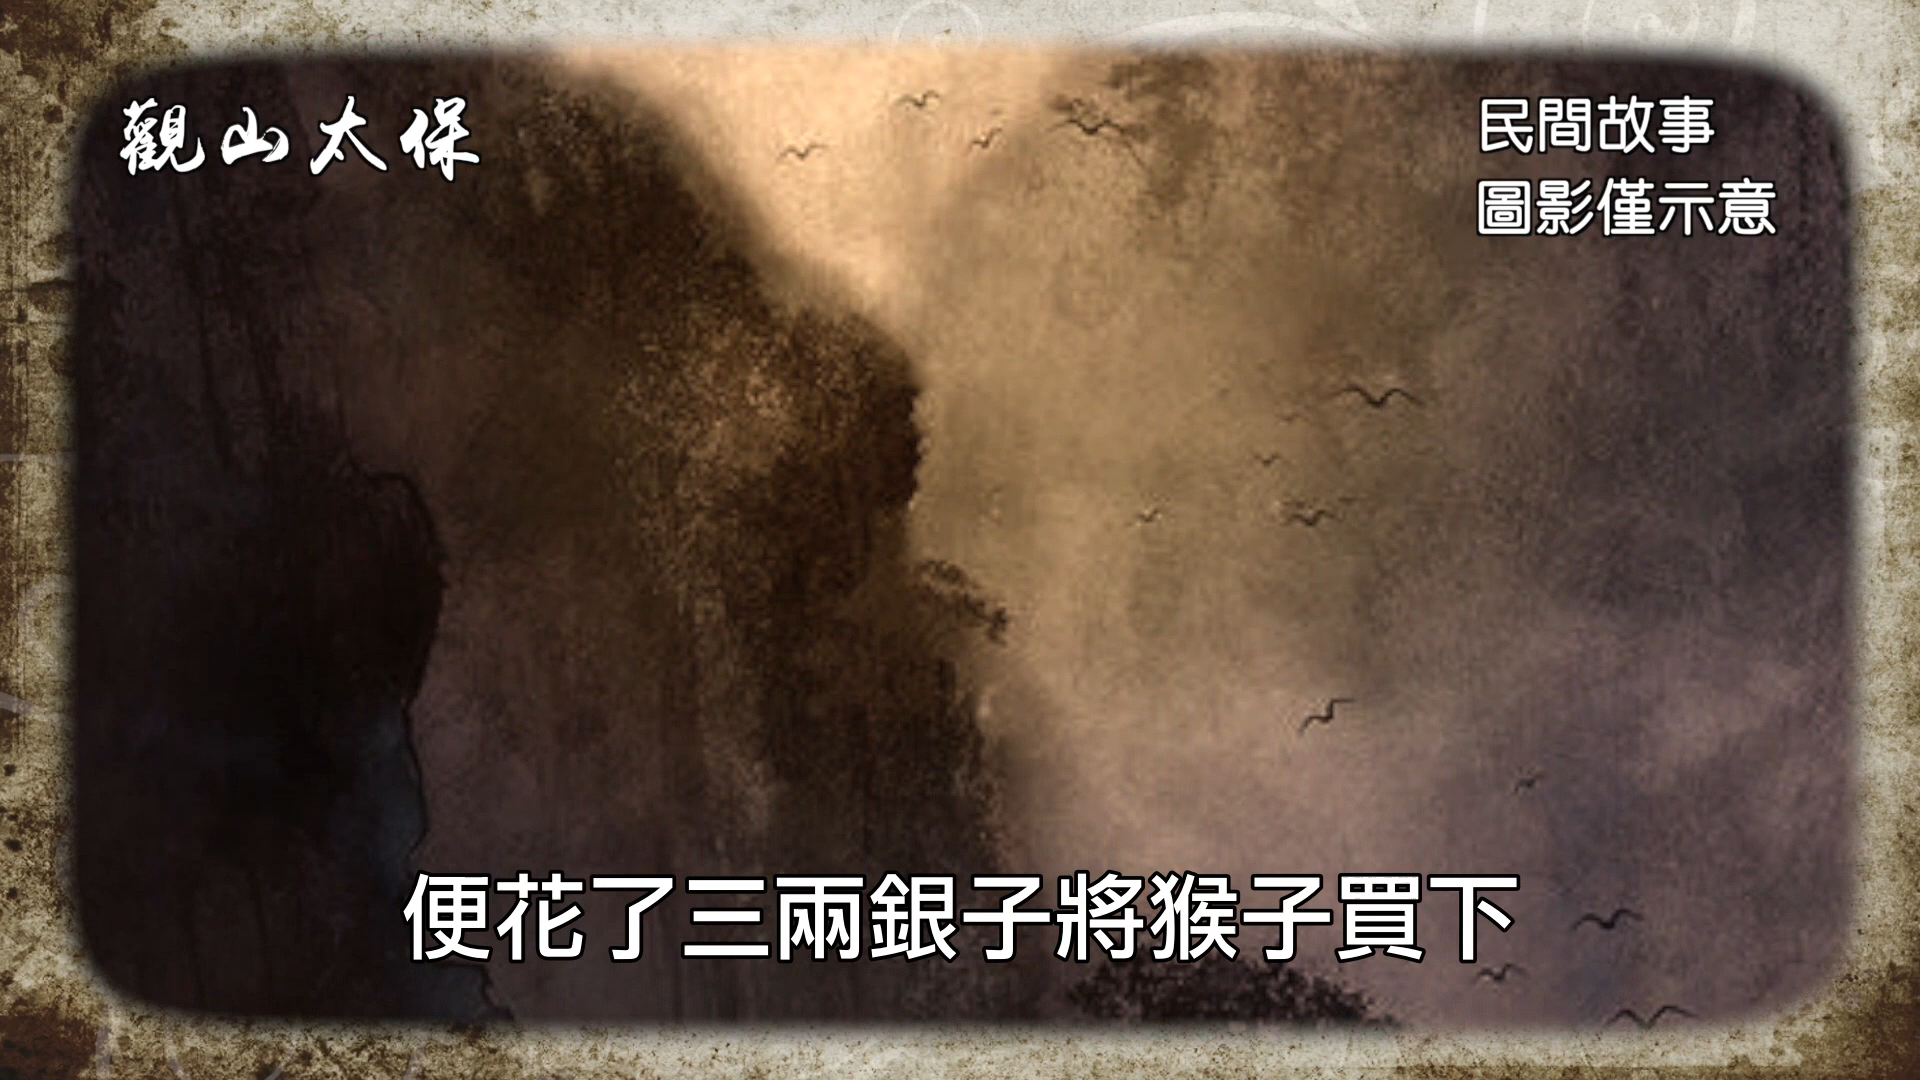 觀山太保
民間故事
圖影僅示意
便花了三兩銀子將猴子買下